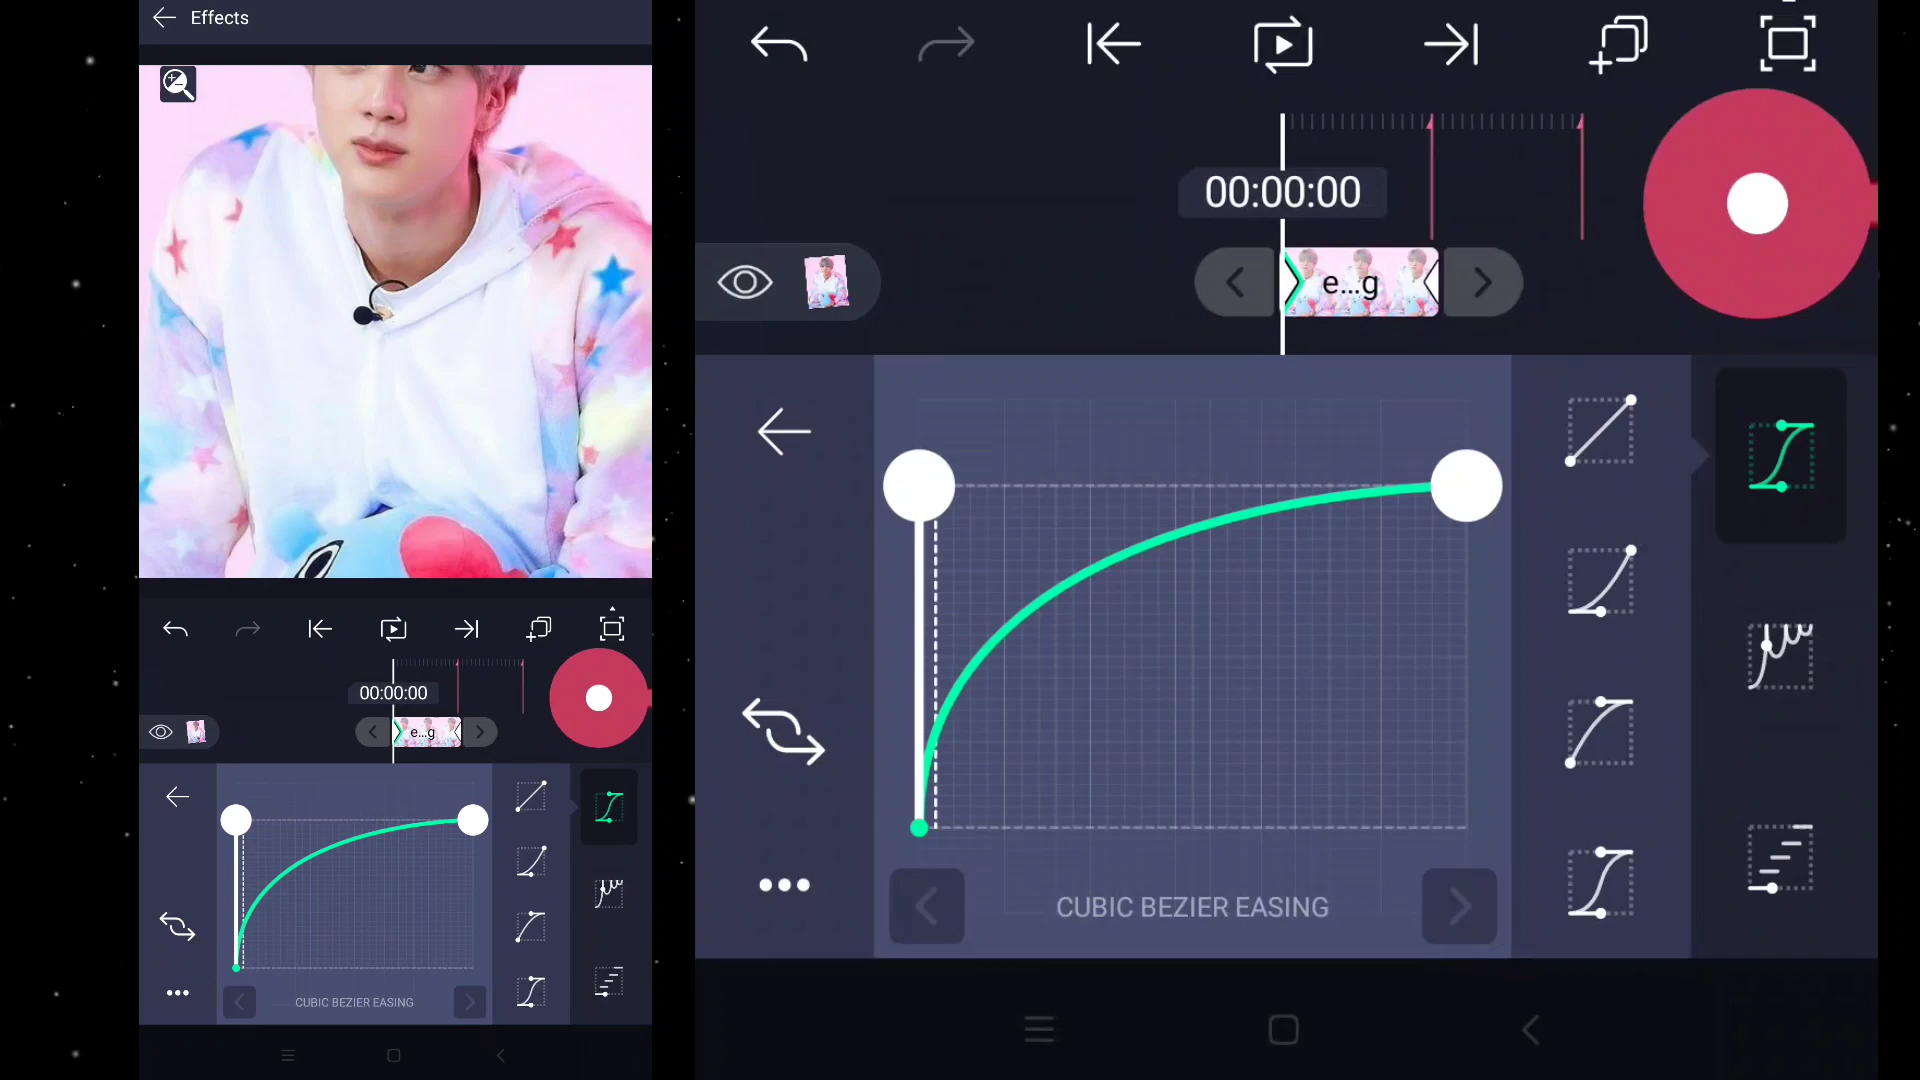 Effects
00:00:00
e...g
CUBIC BEZIER EASING
00:00:00
e...g
CUBIC BEZIER EASING